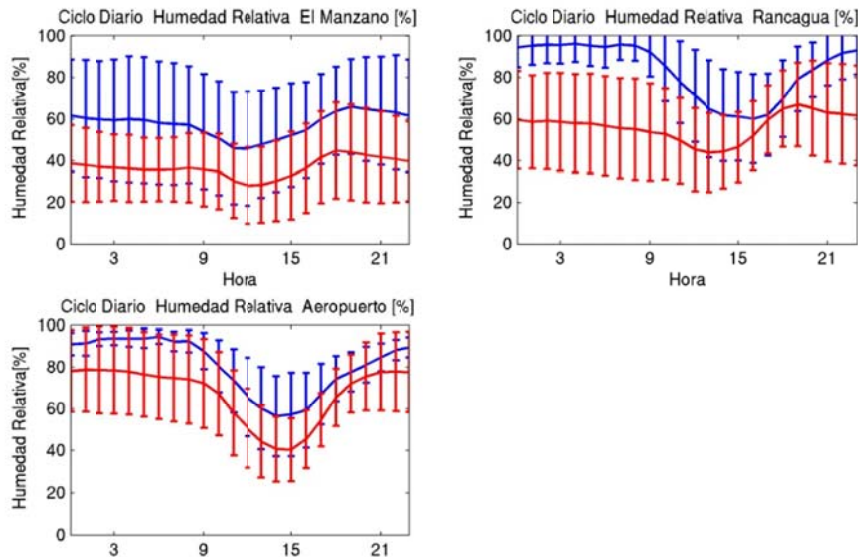 Ciclo Diario Humedad Relativa El Manzano [%]
Humedad Relativa[%]
100
80
60
40
20
0
3 9 15 21
Hora
Ciclo Diario Humedad Relativa Rancagua [%]
Humedad Relativa[%]
100
80
60
40
20
0
3 9 15 21
Hora
Ciclo Diario Humedad Relativa Aeropuerto [%]
Humedad Relativa[%]
100
80
60
40
20
0
3 9 15 21